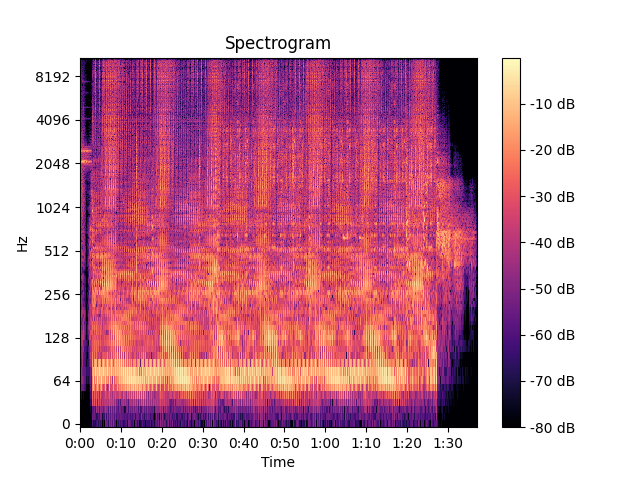 Spectrogram
Hz
8192
4096
2048
1024
512
256
128
64
0
0:00 0:10 0:20 0:30 0:40 0:50 1:00 1:10 1:20 1:30
Time
-10 dB
-20 dB
-30 dB
-40 dB
-50 dB
-60 dB
-70 dB
-80 dB